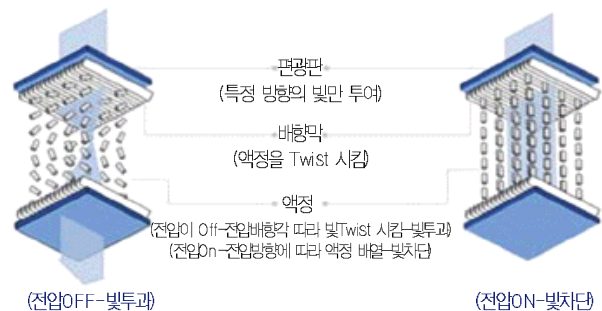 편광판
(특정 방향의 빛만 투여)
배향막
(액정을 Twist 시킴)
액정
(전압이 Off-전압배향각 따라 빛Twist 시킴-빛투과)
(전압On-전압방향에 따라 액정 배열-빛차단)
(전압OFF-빛투과)
(전압ON-빛차단)